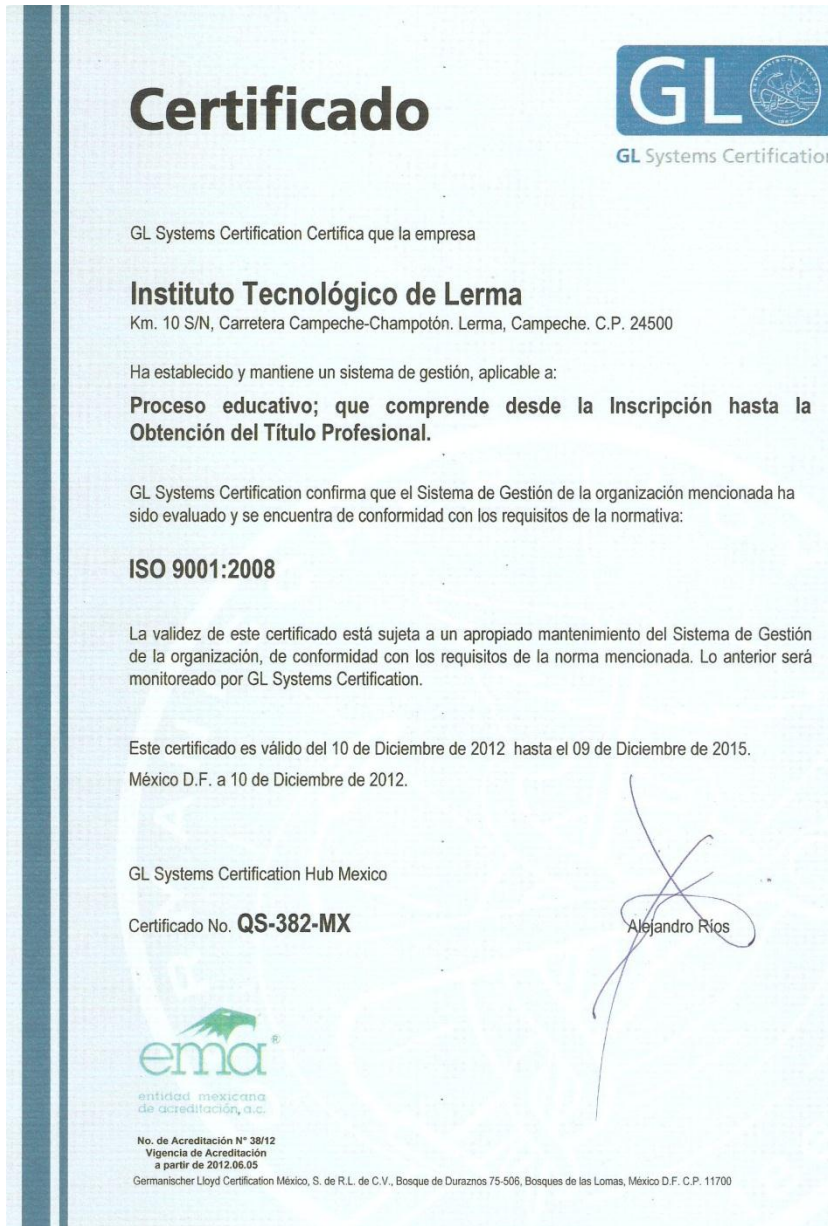 Certificado
GL
GL Systems Certification
GL Systems Certification Certifica que la empresa
Instituto Tecnológico de Lerma
Km. 10 S/N, Carretera Campeche-Champotón. Lerma, Campeche. C.P. 24500
Ha establecido y mantiene un sistema de gestión, aplicable a:
Proceso educativo; que comprende desde la Inscripción hasta la
Obtención del Título Profesional.
GL Systems Certification confirma que el Sistema de Gestión de la organización mencionada ha
sido evaluado y se encuentra de conformidad con los requisitos de la normativa:
ISO 9001:2008
La validez de este certificado está sujeta a un apropiado mantenimiento del Sistema de Gestión
de la organización, de conformidad con los requisitos de la norma mencionada. Lo anterior será
monitoreado por GL Systems Certification.
Este certificado es válido del 10 de Diciembre de 2012 hasta el 09 de Diciembre de 2015.
México D.F. a 10 de Diciembre de 2012.
GL Systems Certification Hub Mexico
Certificado No. QS-382-MX
Alejandro Ríos
ema®
entidad mexicana
de acreditación, a.c.
No. de Acreditación N° 38/12
Vigencia de Acreditación
a partir de 2012.06.05
Germanischer Lloyd Certification México, S. de R.L. de C.V., Bosque de Duraznos 75-506, Bosques de las Lomas, México D.F. C.P. 11700